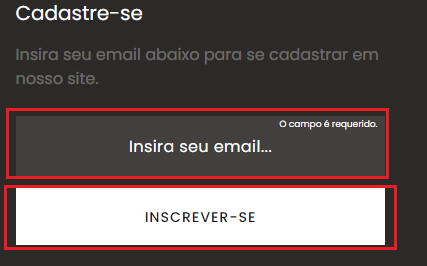 Cadastre-se
Insira seu email abaixo para se cadastrar em
nosso site.
O campo é requerido.
Insira seu email...
INSCREVER-SE